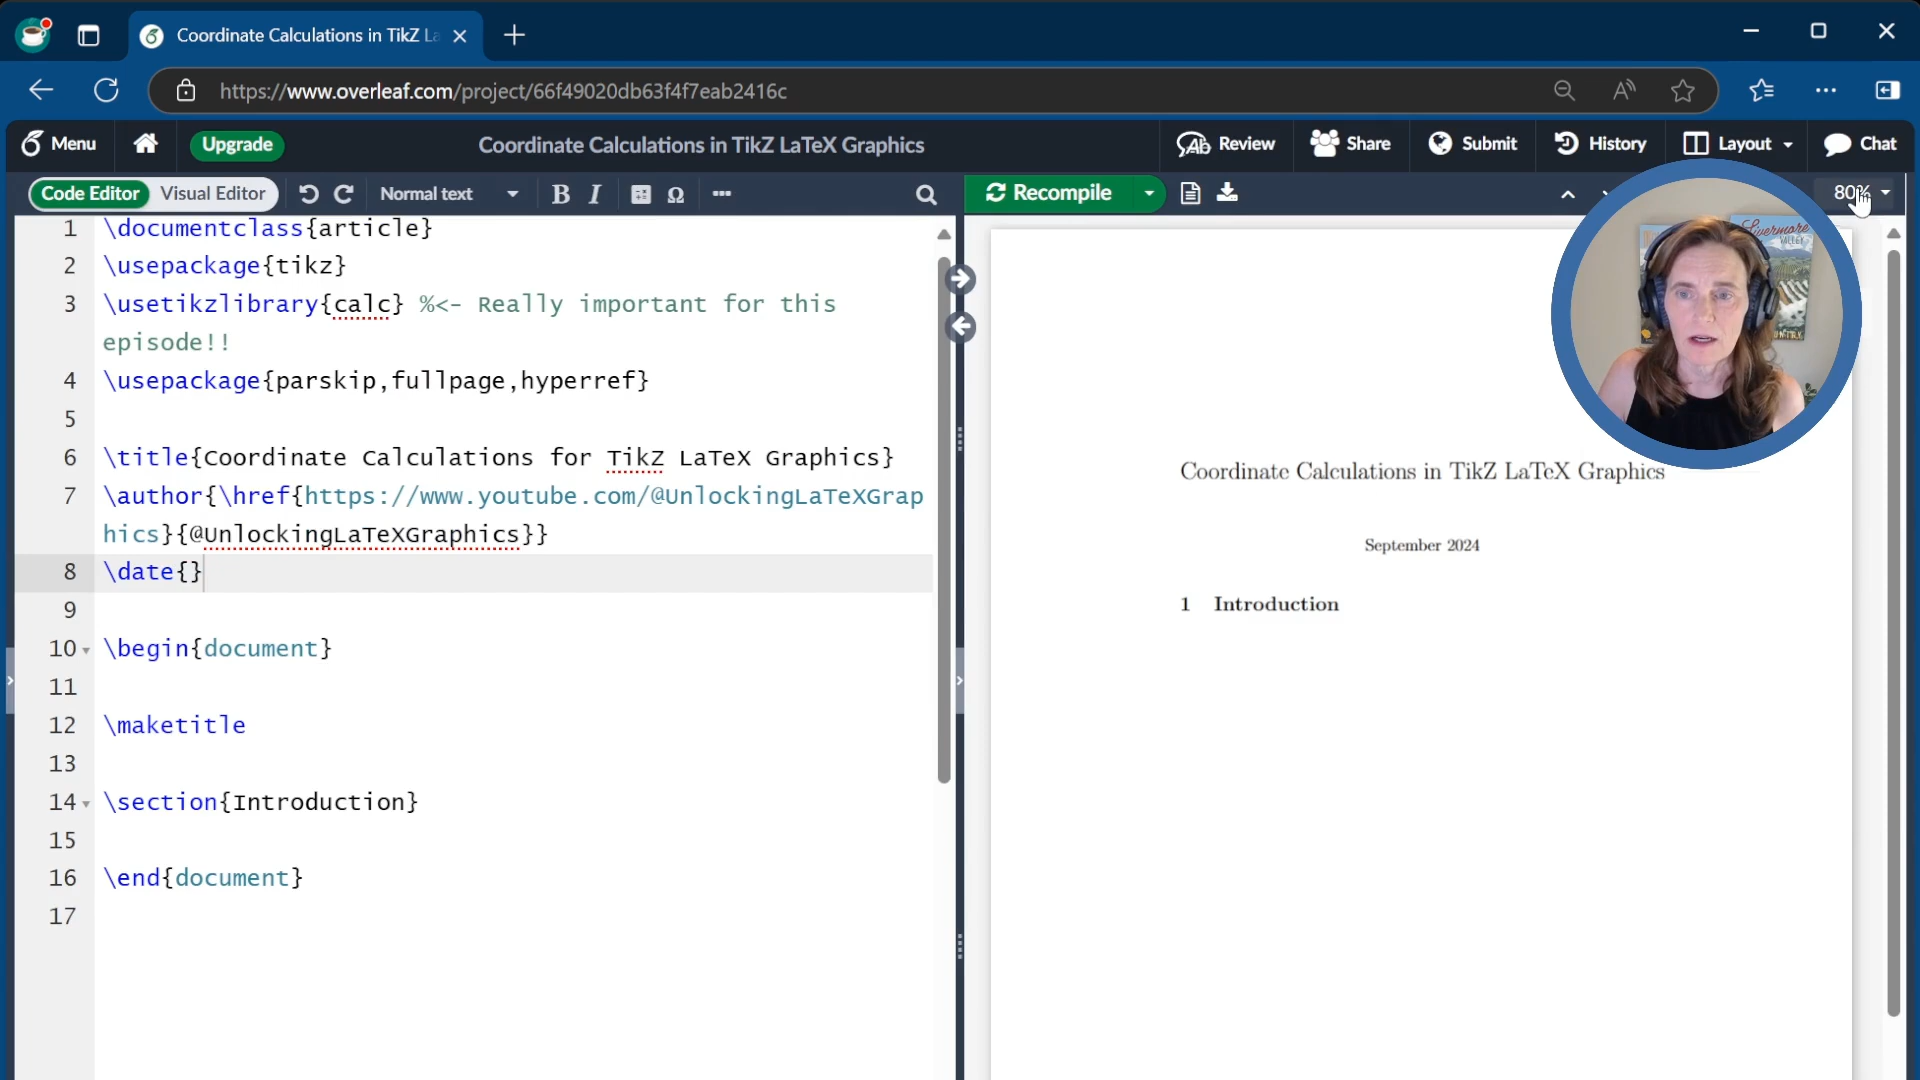 Coordinate Calculations in TikZ La
https://www.overleaf.com/project/66f49020db63f4f7eab2416c
Menu
Upgrade
Coordinate Calculations in TikZ LaTeX Graphics
Review
Share
Submit
History
Layout
Chat
Code Editor
Visual Editor
Normal text
B I
Ω
Recompile
80%
1 \documentclass{article}
2 \usepackage{tikz}
3 \usetikzlibrary{calc} %<- Really important for this
episode!!
4 \usepackage{parskip,fullpage,hyperref}
5
6 \title{Coordinate Calculations for TikZ LaTeX Graphics}
7 \author{\href{https://www.youtube.com/@UnlockingLaTeXGrap
hics}{@UnlockingLaTeXGraphics}}
8 \date{}
9
10 \begin{document}
11
12 \maketitle
13
14 \section{Introduction}
15
16 \end{document}
17
Livermore
VALLEY
Coordinate Calculations in TikZ LaTeX Graphics
September 2024
1 Introduction